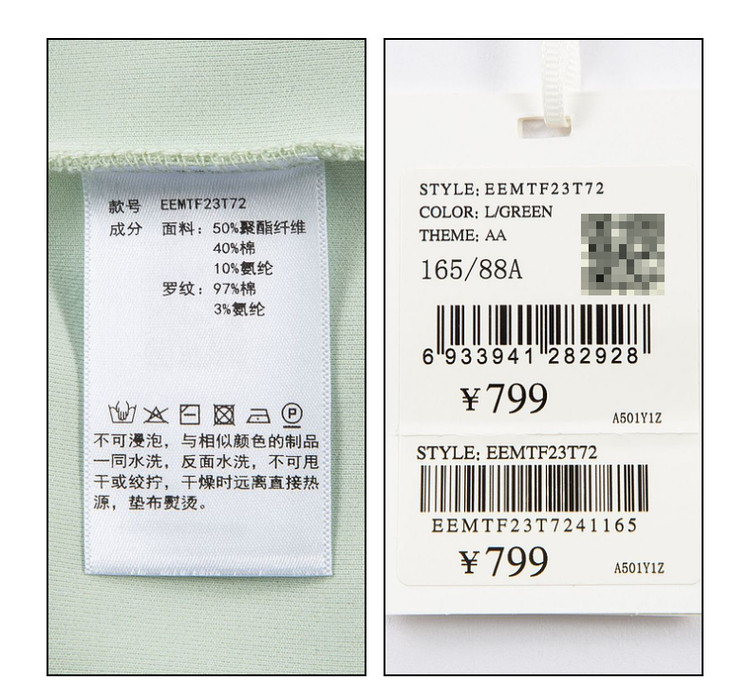 款号 EEMTF23T72
成分 面料：50%聚酯纤维
40%棉
10%氨纶
罗纹：97%棉
3%氨纶
P
不可浸泡，与相似颜色的制品
一同水洗，反面水洗，不可甩
干或绞拧，干燥时远离直接热
源，垫布熨烫。
STYLE: EEMTF23T72
COLOR: L/GREEN
THEME: AA
165/88A
6 933941 282928
¥799
A501Y1Z
STYLE: EEMTF23T72
EEMTF23T7241165
¥799
A501Y1Z